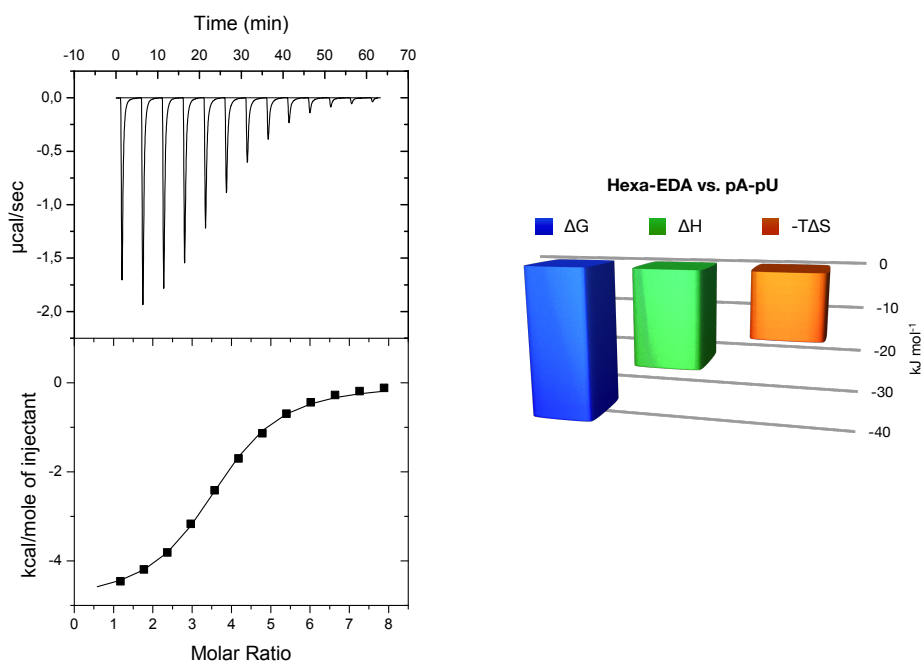 Time (min)
-10 0 10 20 30 40 50 60 70
0,0
-0,5
-1,0
-1,5
-2,0
µcal/sec
0
-2
-4
kcal/mole of injectant
0 1 2 3 4 5 6 7 8
Molar Ratio
Hexa-EDA vs. pA-pU
ΔG ΔH -TΔS
0
-10
-20
-30
-40
kJ mol⁻¹